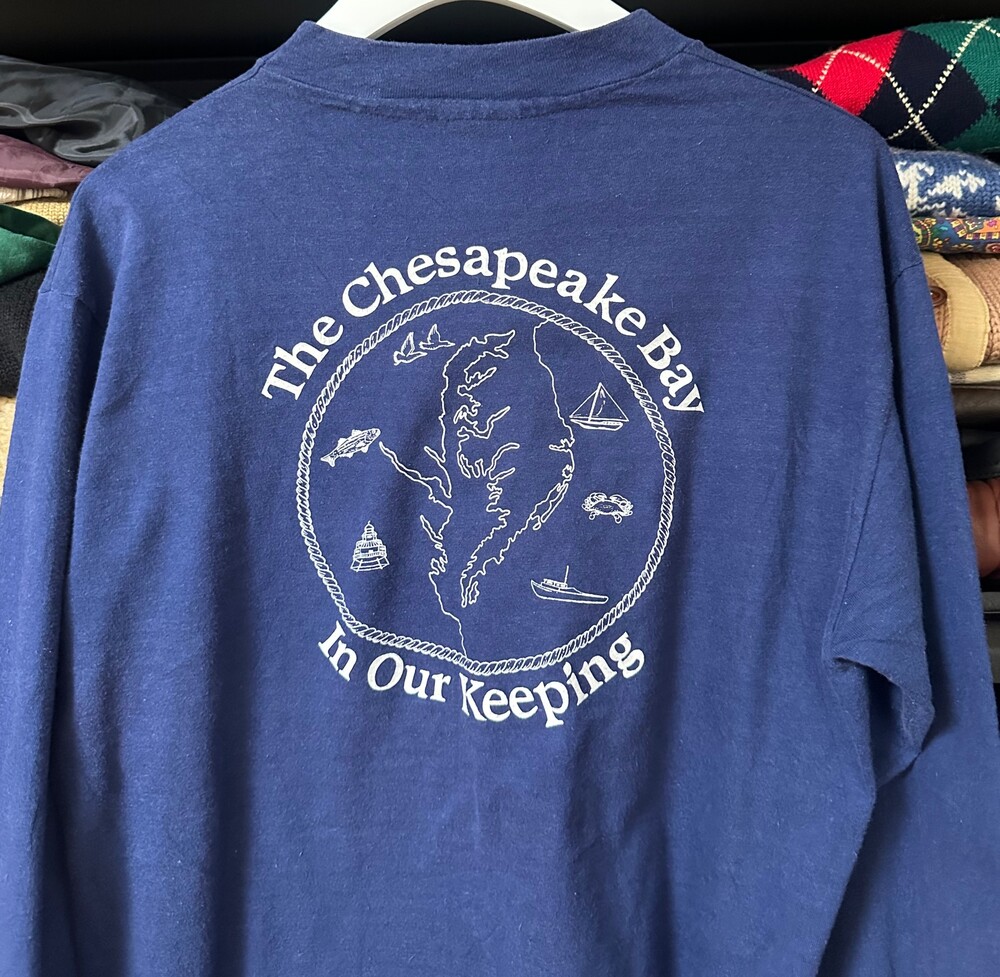 The Chesapeake Bay
In Our Keeping